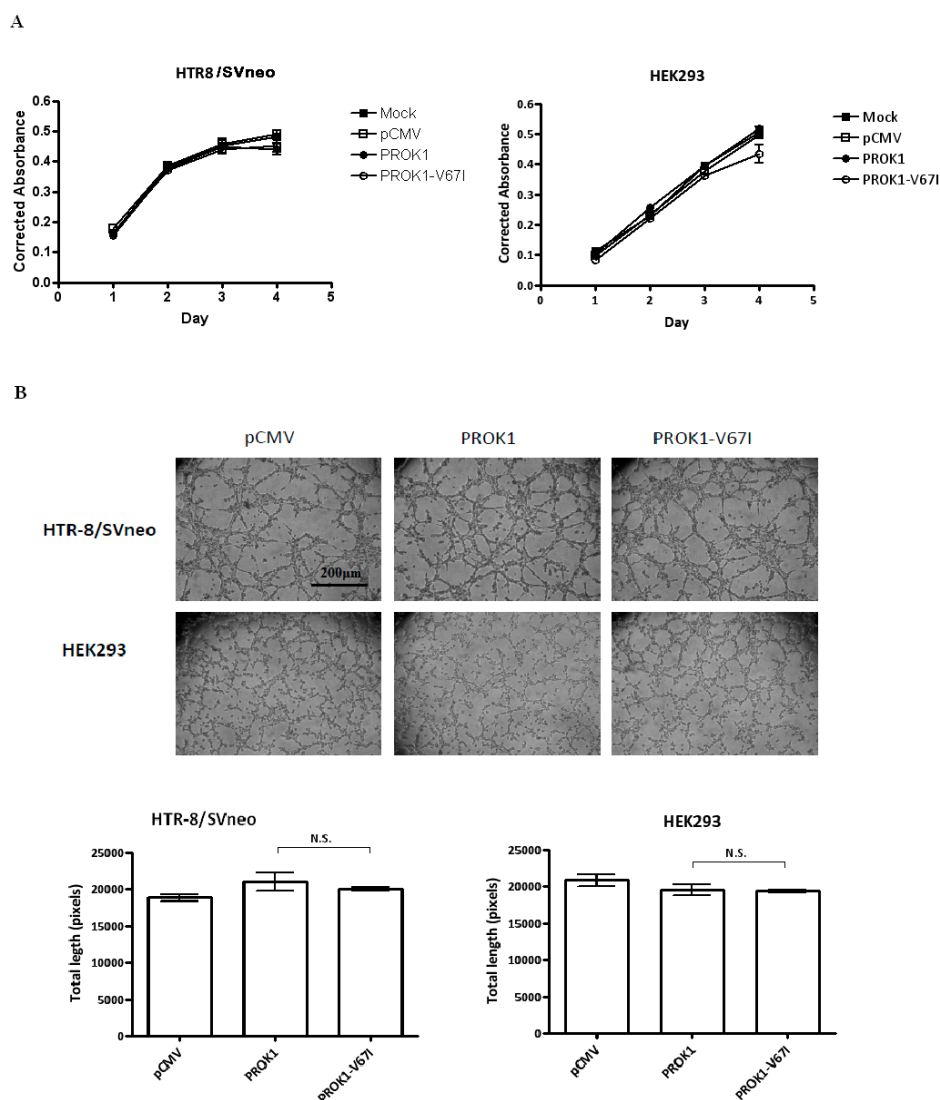 A
HTR8/SVneo
Corrected Absorbance
0.6
0.5
0.4
0.3
0.2
0.1
0.0
0 1 2 3 4 5
Day
Mock
pCMV
PROK1
PROK1-V67I
HEK293
Corrected Absorbance
0.6
0.5
0.4
0.3
0.2
0.1
0.0
0 1 2 3 4 5
Day
Mock
pCMV
PROK1
PROK1-V67I
B
pCMV PROK1 PROK1-V67I
HTR-8/SVneo
200μm
HEK293
HTR-8/SVneo
N.S.
Total legth (pixels)
25000
20000
15000
10000
5000
0
pCMV PROK1 PROK1-V67I
HEK293
N.S.
Total length (pixels)
25000
20000
15000
10000
5000
0
pCMV PROK1 PROK1-V67I